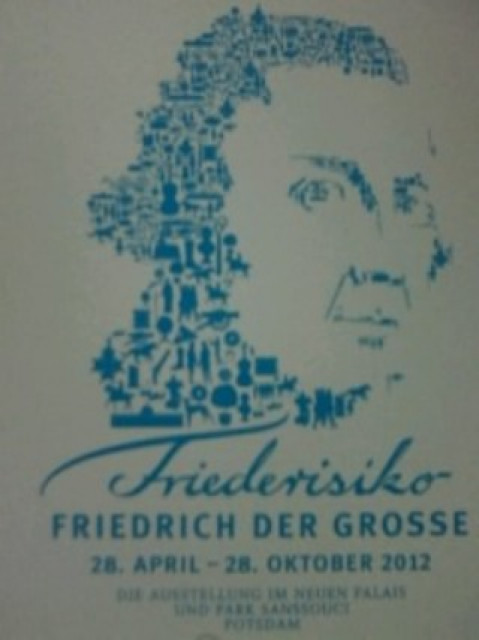 Friederisiko
FRIEDRICH DER GROSSE
28. APRIL – 28. OKTOBER 2012
DIE AUSSTELLUNG IM NEUEN PALAIS
UND PARK SANSSOUCI
POTSDAM